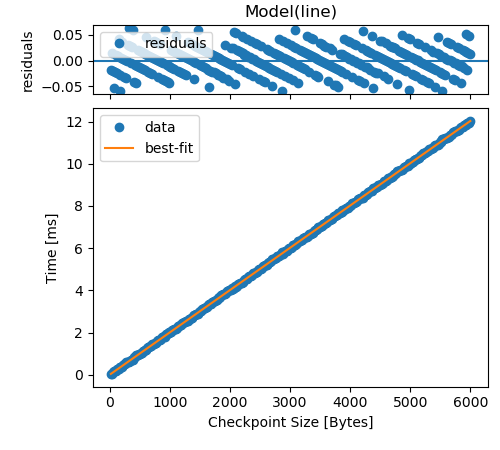 Model(line)
residuals
0.05
0.00
−0.05
residuals
data
best-fit
Time [ms]
12
10
8
6
4
2
0
0 1000 2000 3000 4000 5000 6000
Checkpoint Size [Bytes]